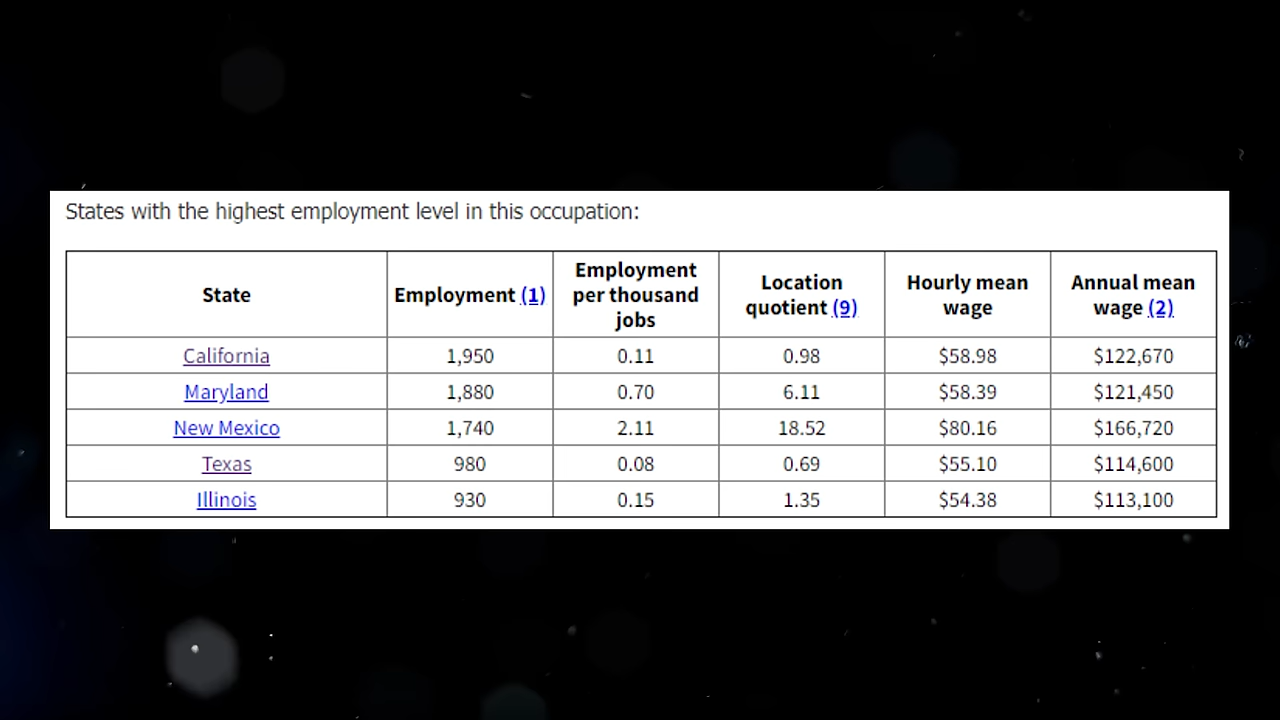 States with the highest employment level in this occupation:
State Employment (1) Employment per thousand jobs Location quotient (9) Hourly mean wage Annual mean wage (2)
California 1,950 0.11 0.98 $58.98 $122,670
Maryland 1,880 0.70 6.11 $58.39 $121,450
New Mexico 1,740 2.11 18.52 $80.16 $166,720
Texas 980 0.08 0.69 $55.10 $114,600
Illinois 930 0.15 1.35 $54.38 $113,100